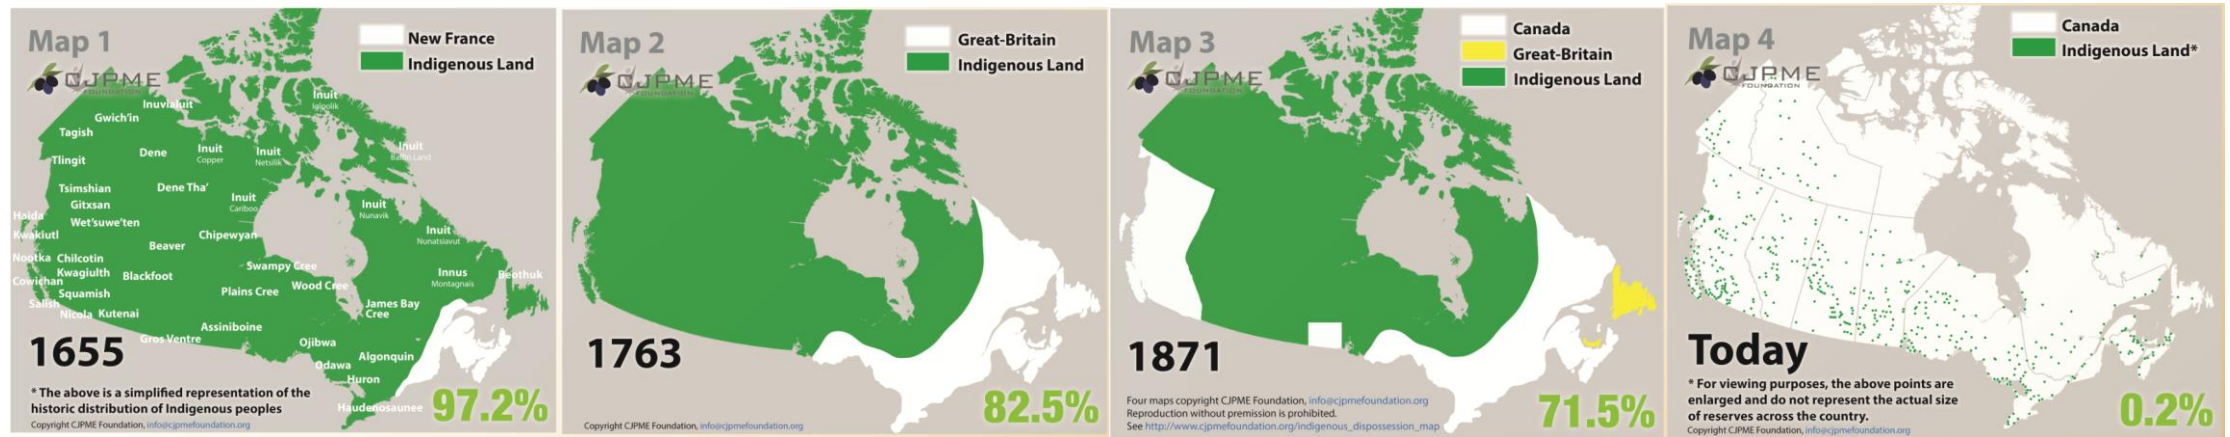 Map 1
CJPME
FOUNDATION
New France
Indigenous Land
Inuvialuit
Inuit
Igloolik
Gwich'in
Tagish
Tlingit
Dene
Inuit
Copper
Inuit
Netsilik
Inuit
Baffin Land
Tsimshian
Dene Tha'
Gitxsan
Inuit
Cariboo
Inuit
Nunavik
Haida
Wet'suwe'ten
Kwakiutl
Beaver
Chipewyan
Inuit
Nunatsiavut
Nootka
Chilcotin
Kwagiulth
Blackfoot
Swampy Cree
Innus
Montagnais
Beothuk
Cowichan
Squamish
Plains Cree
Wood Cree
Salish
Nicola
Kutenai
James Bay
Cree
Assiniboine
Gros Ventre
Ojibwa
Algonquin
Odawa
Huron
Haudenosaunee
1655
* The above is a simplified representation of the
historic distribution of Indigenous peoples
Copyright CJPME Foundation, info@cjpmefoundation.org
97.2%
Map 2
CJPME
FOUNDATION
Great-Britain
Indigenous Land
1763
Copyright CJPME Foundation, info@cjpmefoundation.org
82.5%
Map 3
CJPME
FOUNDATION
Canada
Great-Britain
Indigenous Land
1871
Four maps copyright CJPME Foundation, info@cjpmefoundation.org
Reproduction without premission is prohibited.
See http://www.cjpmefoundation.org/indigenous_dispossession_map
71.5%
Map 4
CJPME
FOUNDATION
Canada
Indigenous Land*
Today
* For viewing purposes, the above points are
enlarged and do not represent the actual size
of reserves across the country.
Copyright CJPME Foundation, info@cjpmefoundation.org
0.2%